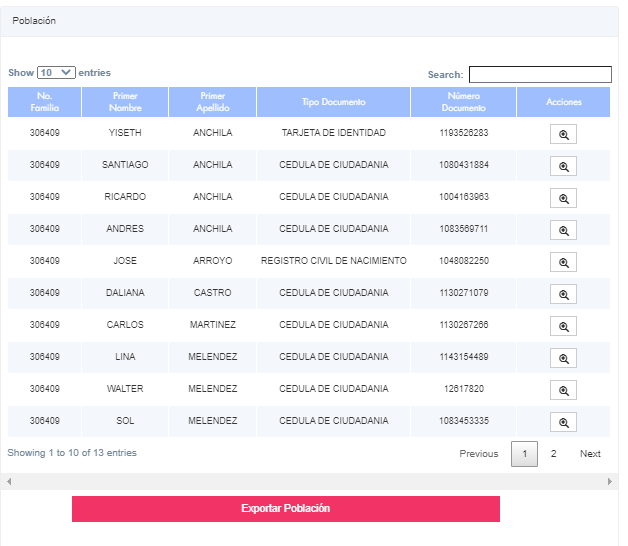 Población
Show 10 entries
Search:
No. Familia Primer Nombre Primer Apellido Tipo Documento Número Documento Acciones
306409 YISETH ANCHILA TARJETA DE IDENTIDAD 1193526283
306409 SANTIAGO ANCHILA CEDULA DE CIUDADANIA 1080431884
306409 RICARDO ANCHILA CEDULA DE CIUDADANIA 1004163963
306409 ANDRES ANCHILA CEDULA DE CIUDADANIA 1083569711
306409 JOSE ARROYO REGISTRO CIVIL DE NACIMIENTO 1048082250
306409 DALIANA CASTRO CEDULA DE CIUDADANIA 1130271079
306409 CARLOS MARTINEZ CEDULA DE CIUDADANIA 1130267266
306409 LINA MELENDEZ CEDULA DE CIUDADANIA 1143154489
306409 WALTER MELENDEZ CEDULA DE CIUDADANIA 12617820
306409 SOL MELENDEZ CEDULA DE CIUDADANIA 1083453335
Showing 1 to 10 of 13 entries
Previous 1 2 Next
Exportar Población